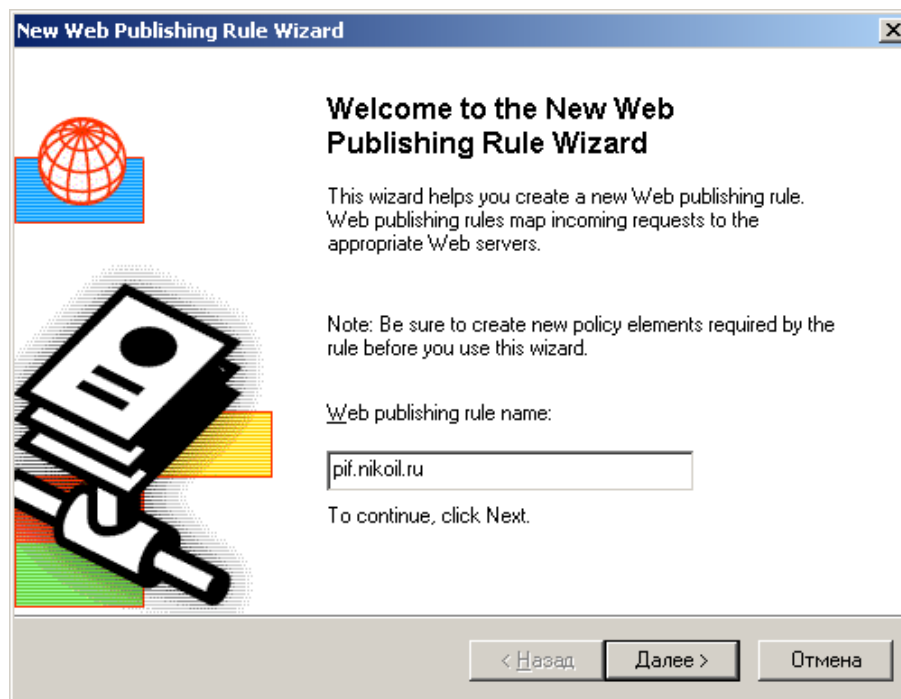 New Web Publishing Rule Wizard
Welcome to the New Web
Publishing Rule Wizard
This wizard helps you create a new Web publishing rule.
Web publishing rules map incoming requests to the
appropriate Web servers.
Note: Be sure to create new policy elements required by the
rule before you use this wizard.
Web publishing rule name:
pif.nikoil.ru
To continue, click Next.
< Назад Далее > Отмена